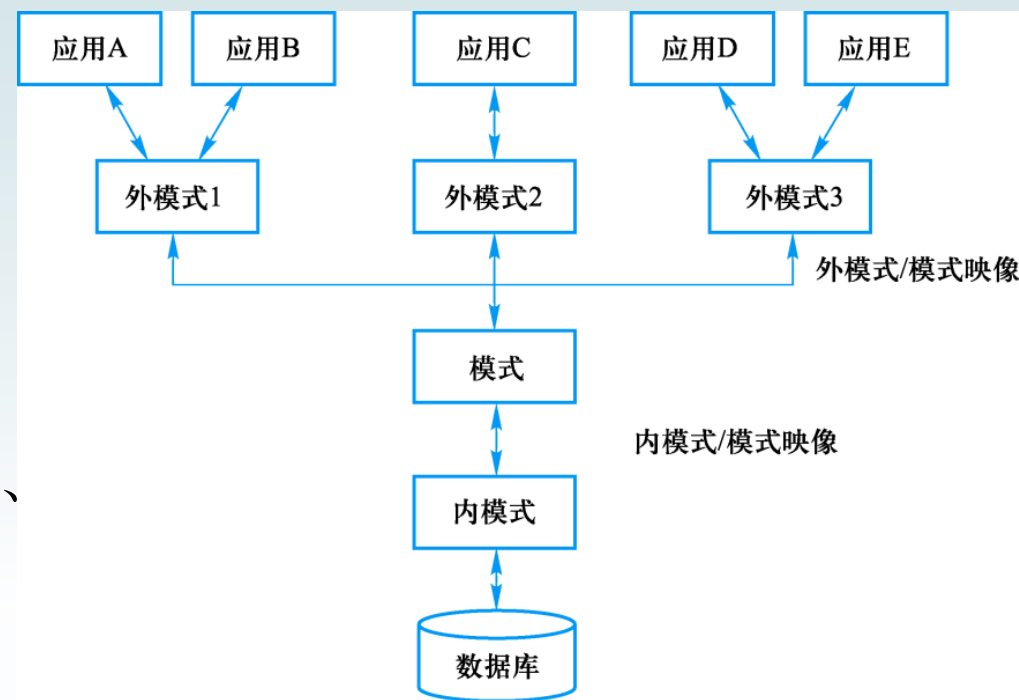 应用A
应用B
应用C
应用D
应用E
外模式1
外模式2
外模式3
外模式/模式映像
模式
内模式/模式映像
、
内模式
数据库